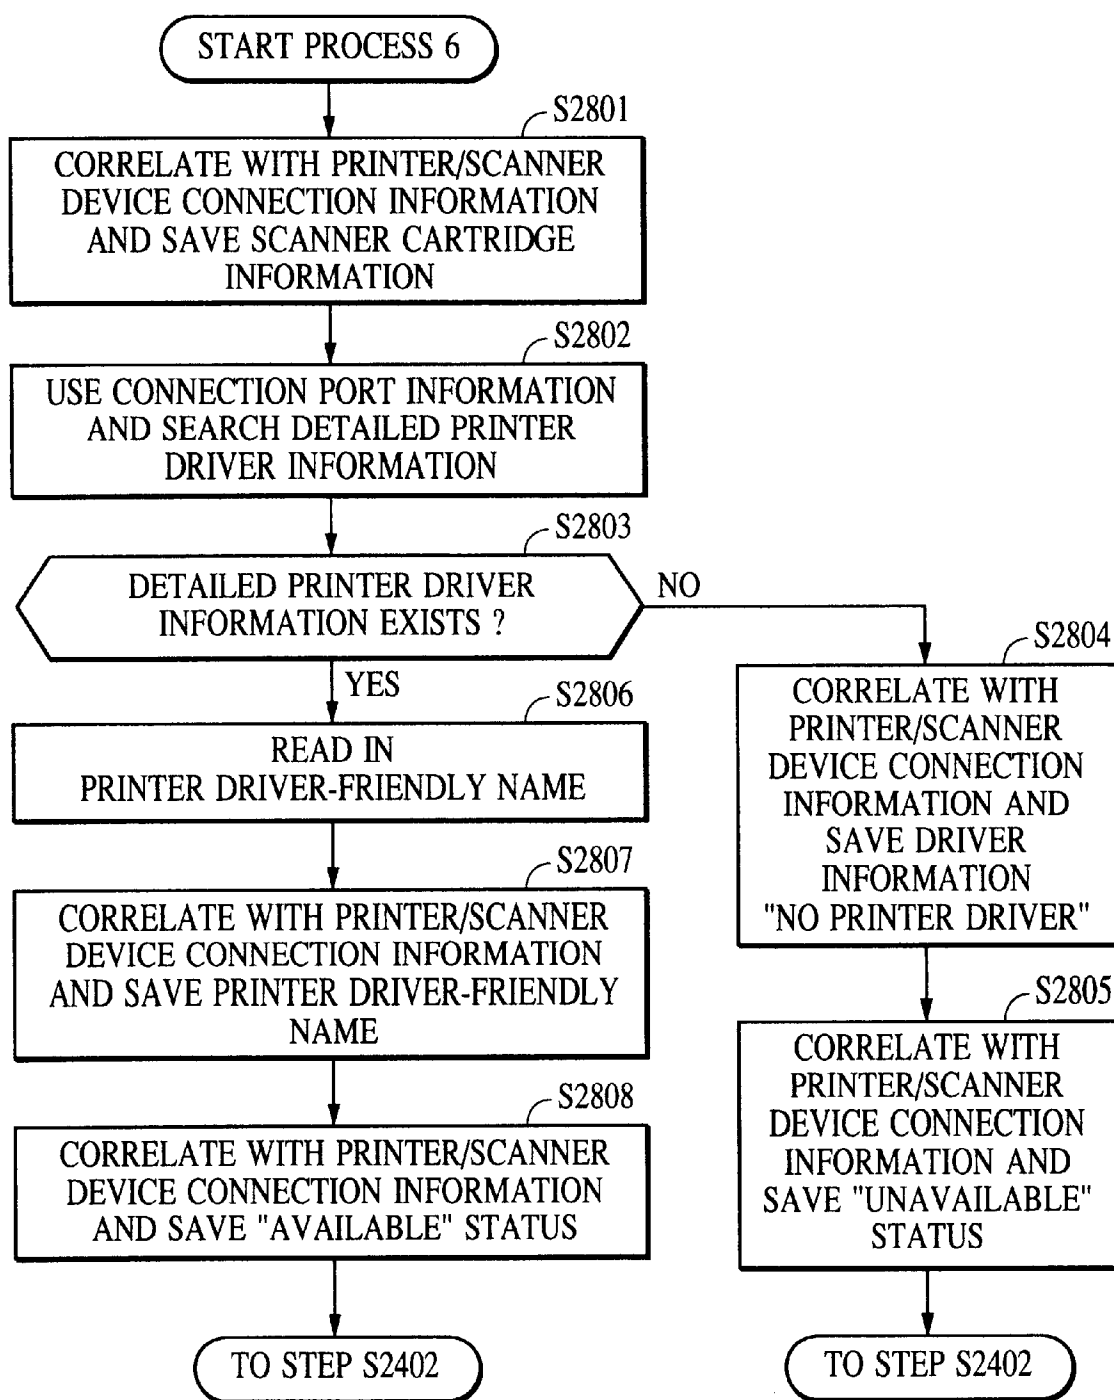 START PROCESS 6
S2801
CORRELATE WITH PRINTER/SCANNER
DEVICE CONNECTION INFORMATION
AND SAVE SCANNER CARTRIDGE
INFORMATION
S2802
USE CONNECTION PORT INFORMATION
AND SEARCH DETAILED PRINTER
DRIVER INFORMATION
S2803
DETAILED PRINTER DRIVER
INFORMATION EXISTS ?
NO
YES
S2804
CORRELATE WITH
PRINTER/SCANNER
DEVICE CONNECTION
INFORMATION AND
SAVE DRIVER
INFORMATION
"NO PRINTER DRIVER"
S2805
CORRELATE WITH
PRINTER/SCANNER
DEVICE CONNECTION
INFORMATION AND
SAVE "UNAVAILABLE"
STATUS
TO STEP S2402
S2806
READ IN
PRINTER DRIVER-FRIENDLY NAME
S2807
CORRELATE WITH PRINTER/SCANNER
DEVICE CONNECTION INFORMATION
AND SAVE PRINTER DRIVER-FRIENDLY
NAME
S2808
CORRELATE WITH PRINTER/SCANNER
DEVICE CONNECTION INFORMATION
AND SAVE "AVAILABLE" STATUS
TO STEP S2402